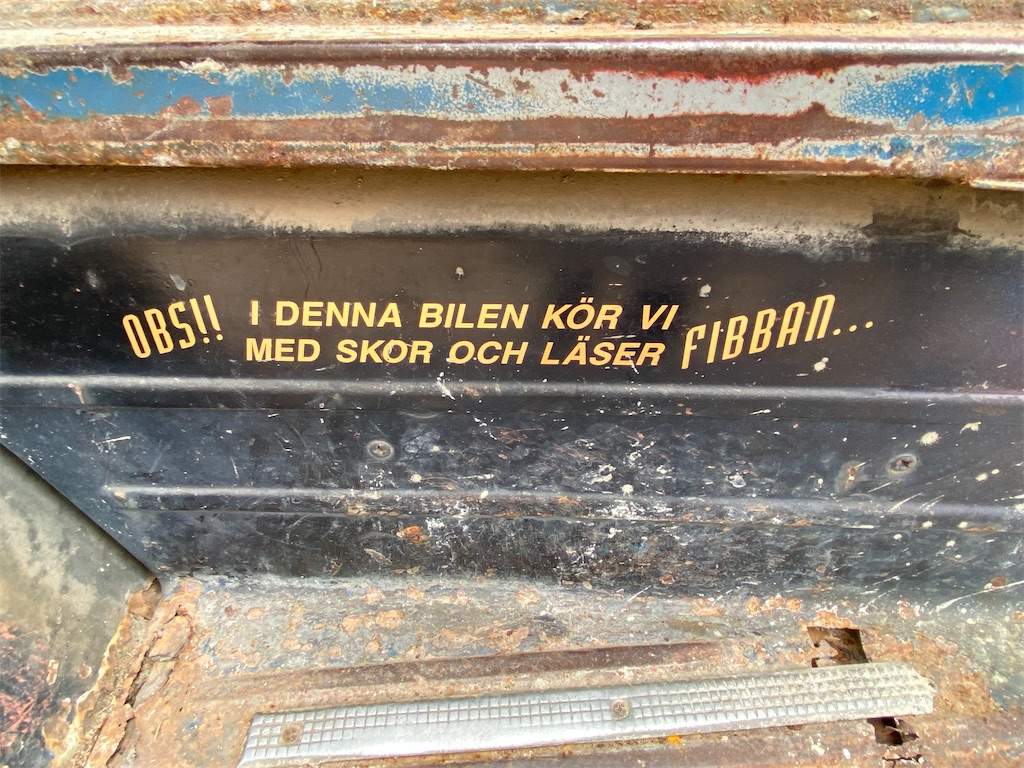 OBS!! I DENNA BILEN KÖR VI
MED SKOR OCH LÄSER FIBBAN...